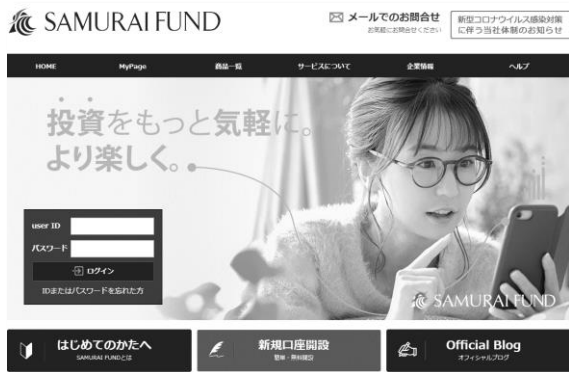 SAMURAI FUND
メールでのお問合せ
お気軽にお問合せください
新型コロナウイルス感染対策
に伴う当社体制のお知らせ
HOME MyPage 商品一覧 サービスについて 企業情報 ヘルプ
投資をもっと気軽に。
より楽しく。
user ID
パスワード
ログイン
IDまたはパスワードを忘れた方
SAMURAI FUND
はじめてのかたへ
SAMURAI FUNDとは
新規口座開設
簡単・無料開設
Official Blog
オフィシャルブログ